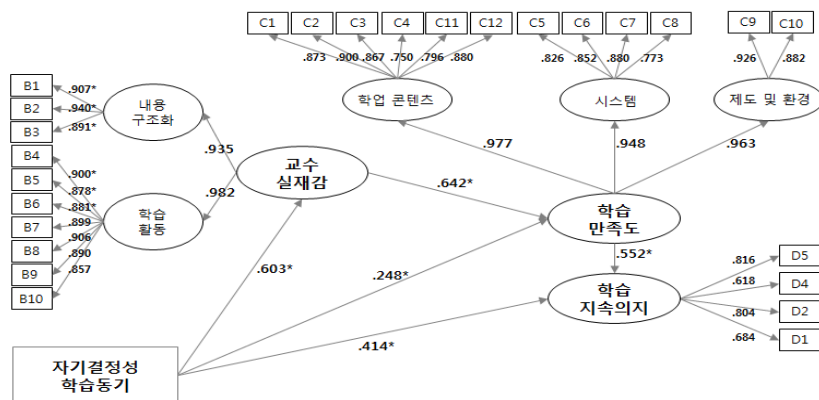 C1 C2 C3 C4 C11 C12 C5 C6 C7 C8 C9 C10
.873 .900 .867 .750 .796 .880 .826 .852 .880 .773 .926 .882
학업 콘텐츠 시스템 제도 및 환경
B1
B2
B3
B4
B5
B6
B7
B8
B9
B10
.907*
.940*
.891*
.900*
.878*
.881*
.899
.906
.890
.857
내용
구조화
학습
활동
.935
.982
교수
실재감
.977 .948 .963
.642*
학습
만족도
.603*
.248*
.552*
.414*
학습
지속의지
.816
.618
.804
.684
D5
D4
D2
D1
자기결정성
학습동기